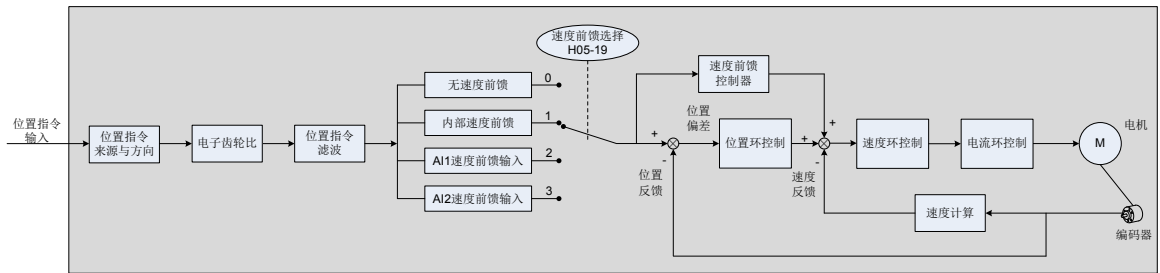 速度前馈选择
H05-19
位置指令
输入
位置指令
来源与方向
电子齿轮比
位置指令
滤波
无速度前馈
0
内部速度前馈
1
AI1速度前馈输入
2
AI2速度前馈输入
3
速度前馈
控制器
+
-
位置
偏差
位置
反馈
位置环控制
+
+
-
速度
反馈
速度环控制
电流环控制
电机
M
速度计算
编码器